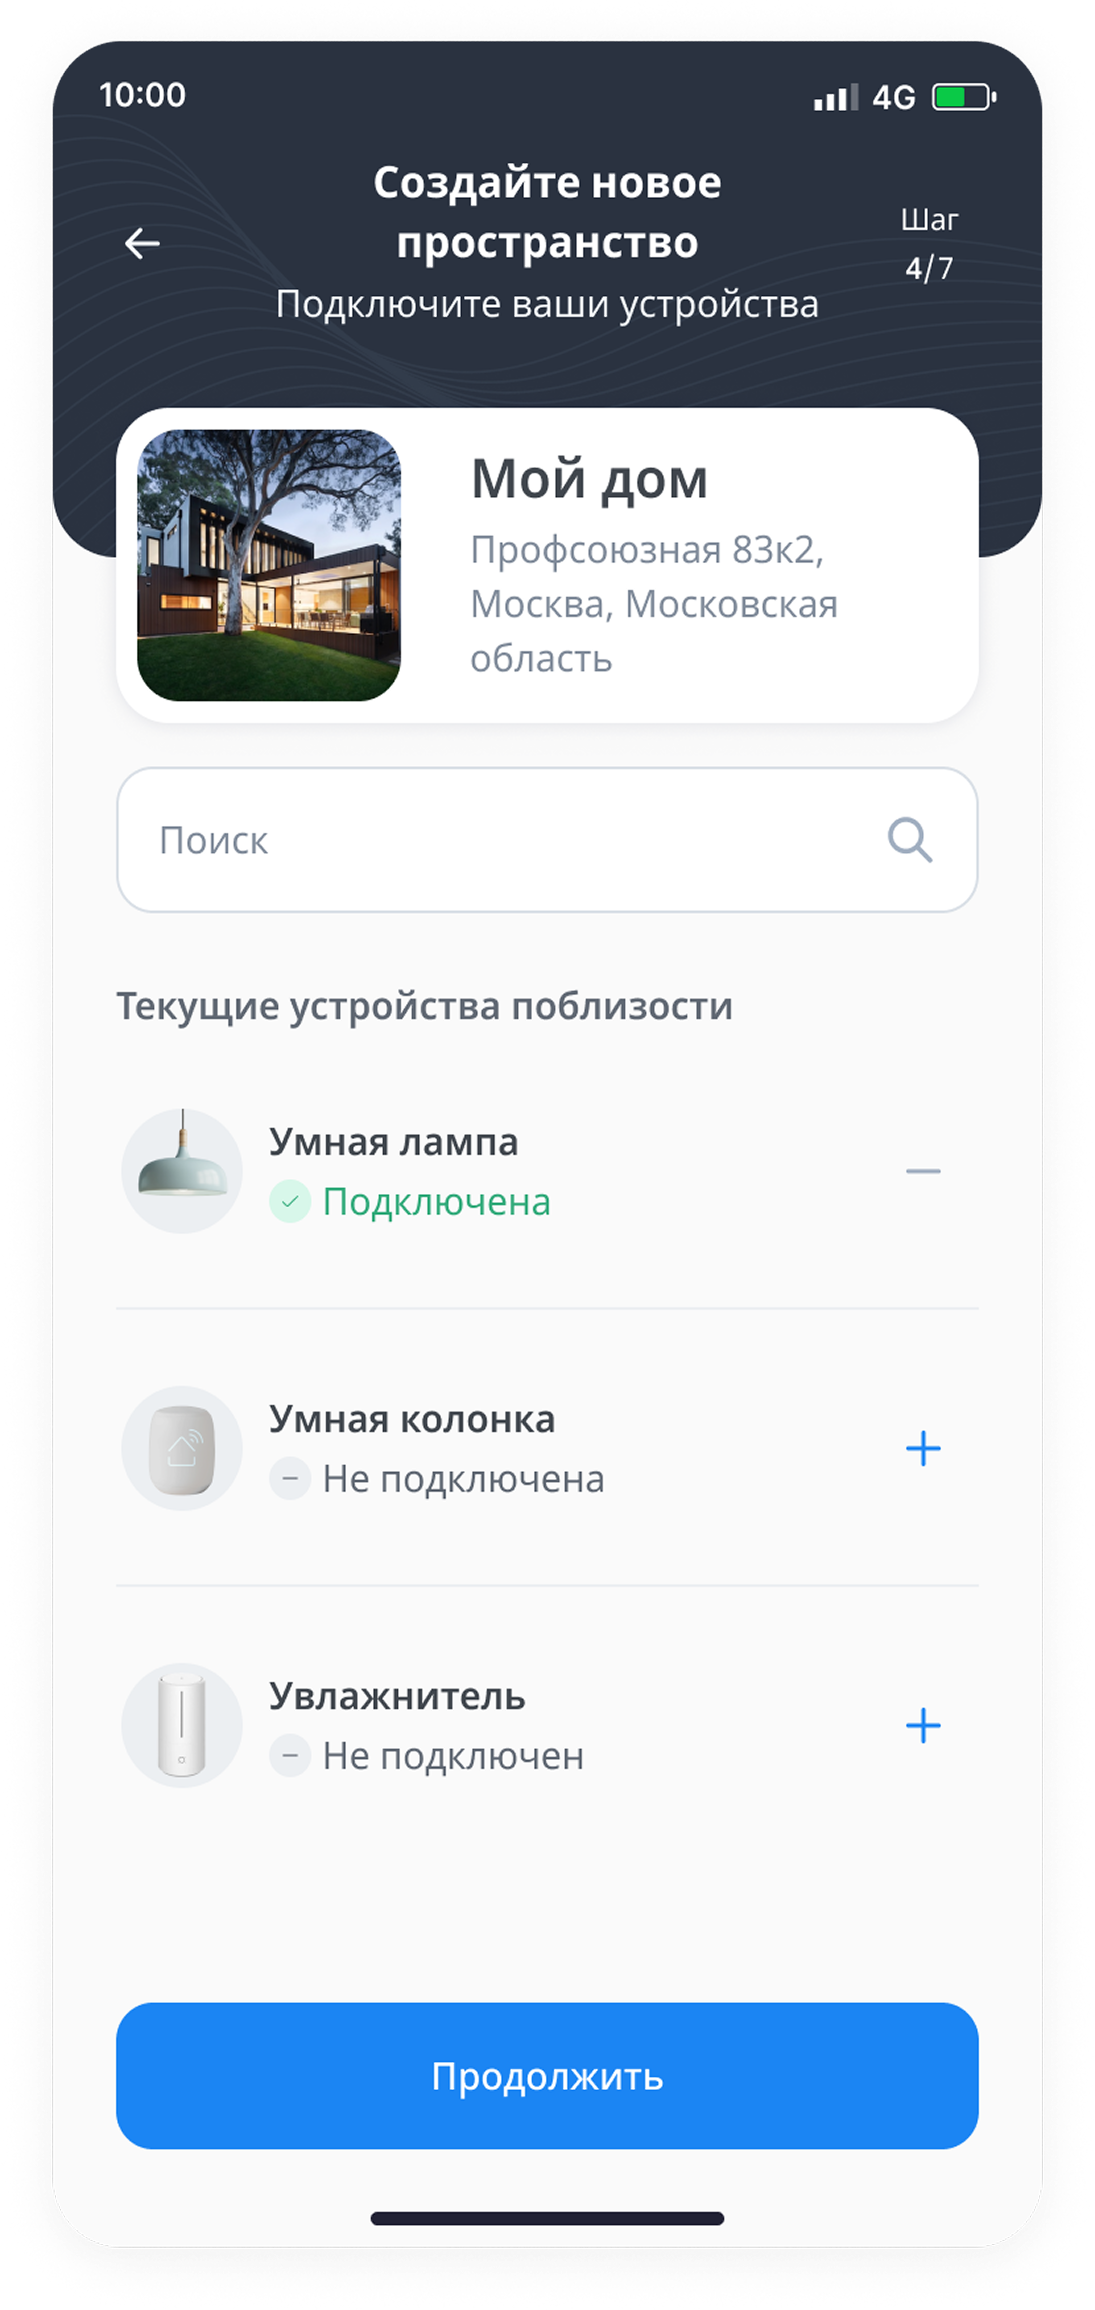 10:00
4G
Создайте новое
пространство
Подключите ваши устройства
Шаг
4/7
Мой дом
Профсоюзная 83к2,
Москва, Московская
область
Поиск
Текущие устройства поблизости
Умная лампа
Подключена
Умная колонка
Не подключена
Увлажнитель
Не подключен
Продолжить